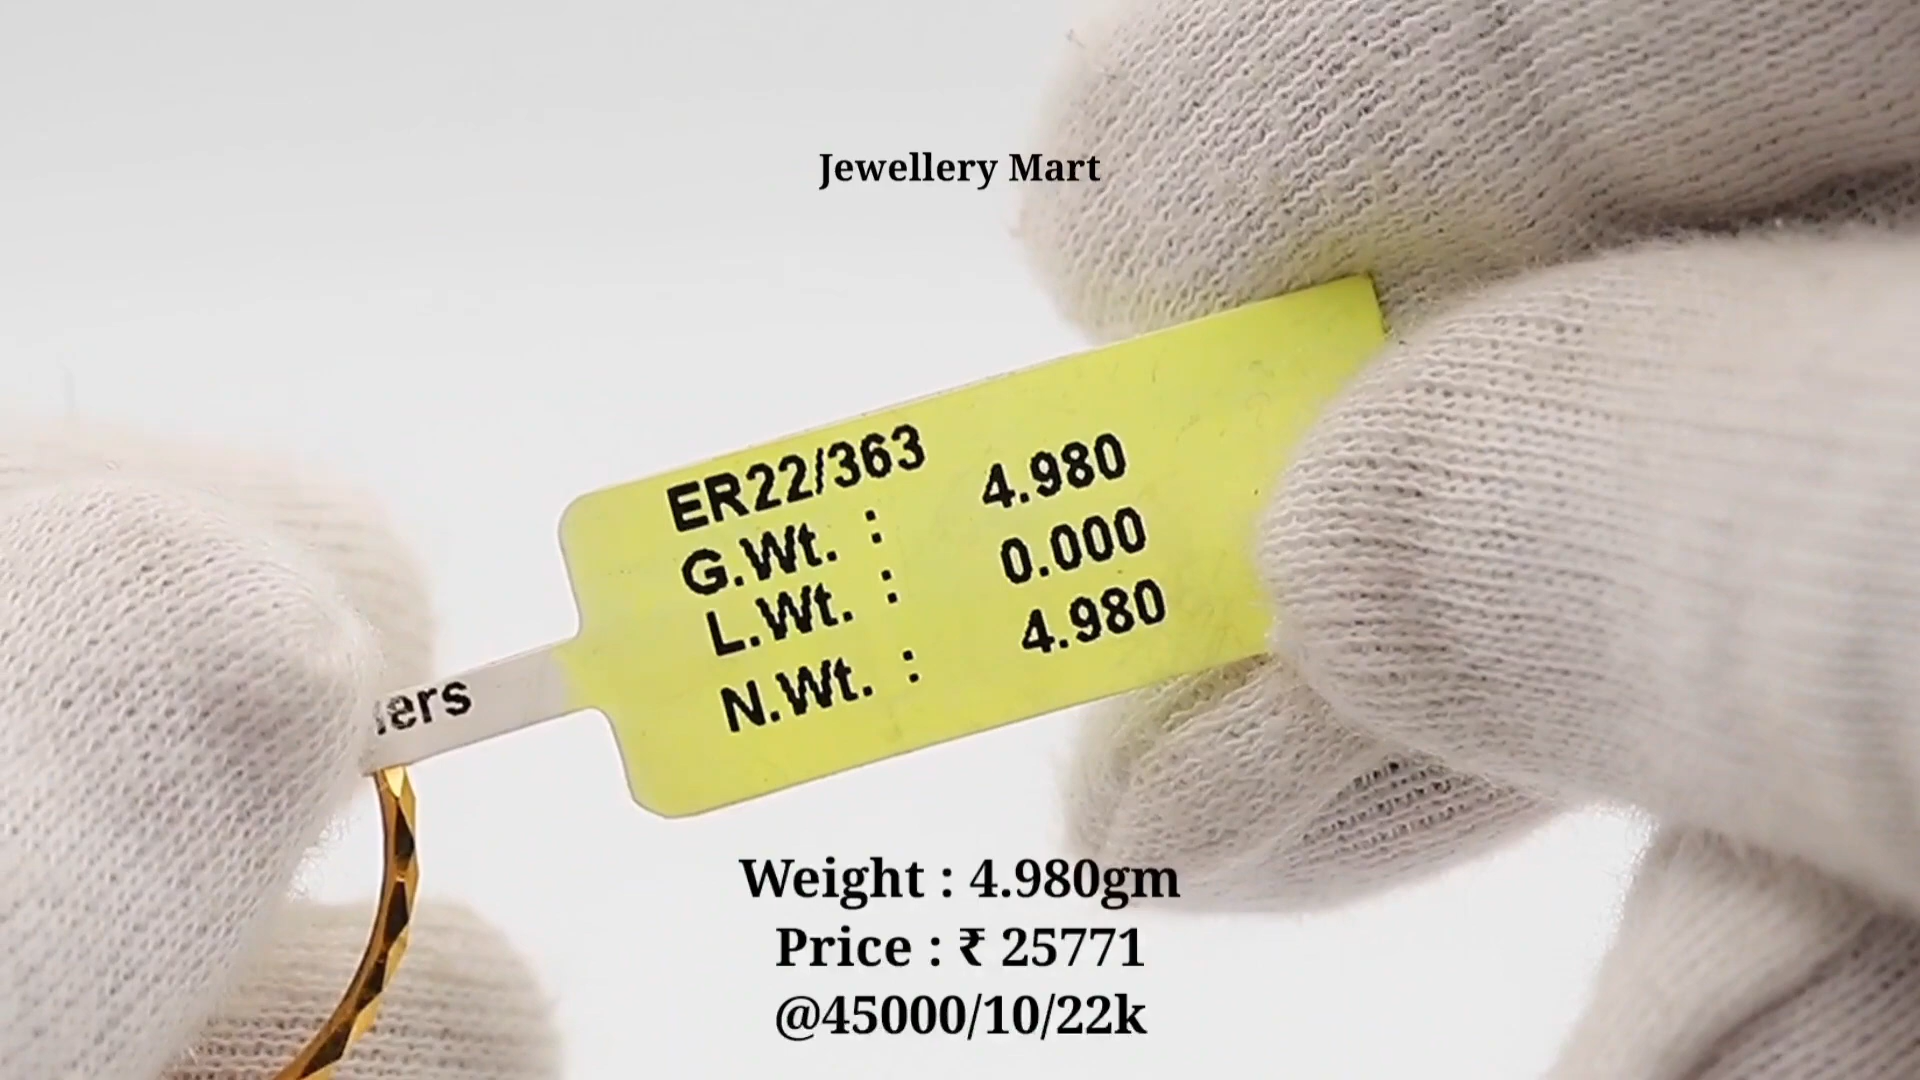 Jewellery Mart
ER22/363
G.Wt. : 4.980
L.Wt. : 0.000
N.Wt. : 4.980
Weight : 4.980gm
Price : ₹ 25771
@45000/10/22k